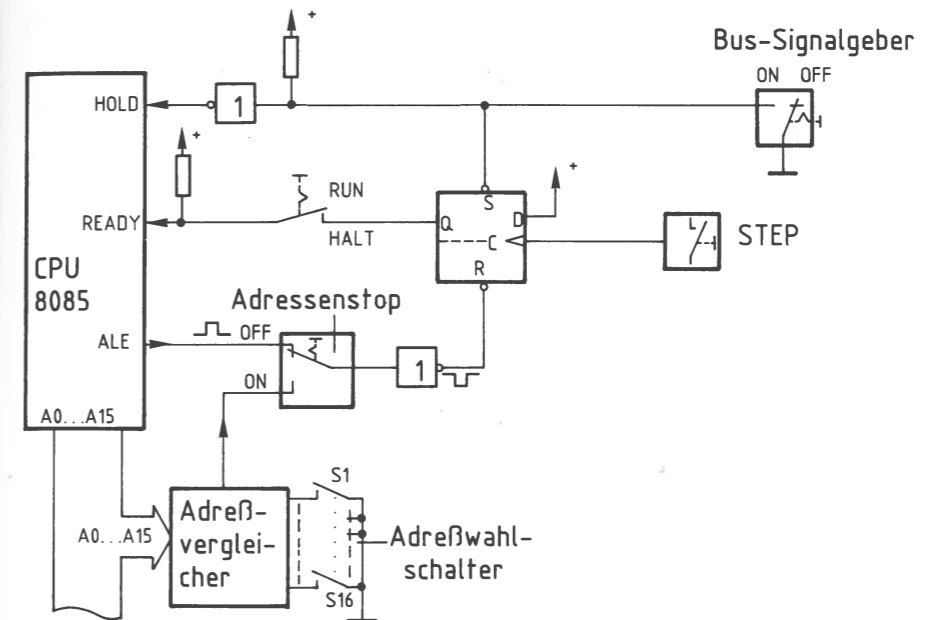 Bus-Signalgeber
ON OFF
+
HOLD
1
+
READY
RUN
HALT
+
S
Q
D
C
R
STEP
CPU
8085
Adressenstop
ALE
OFF
ON
1
A0...A15
A0...A15
Adreß-
verglei-
cher
S1
S16
Adreßwahl-
schalter